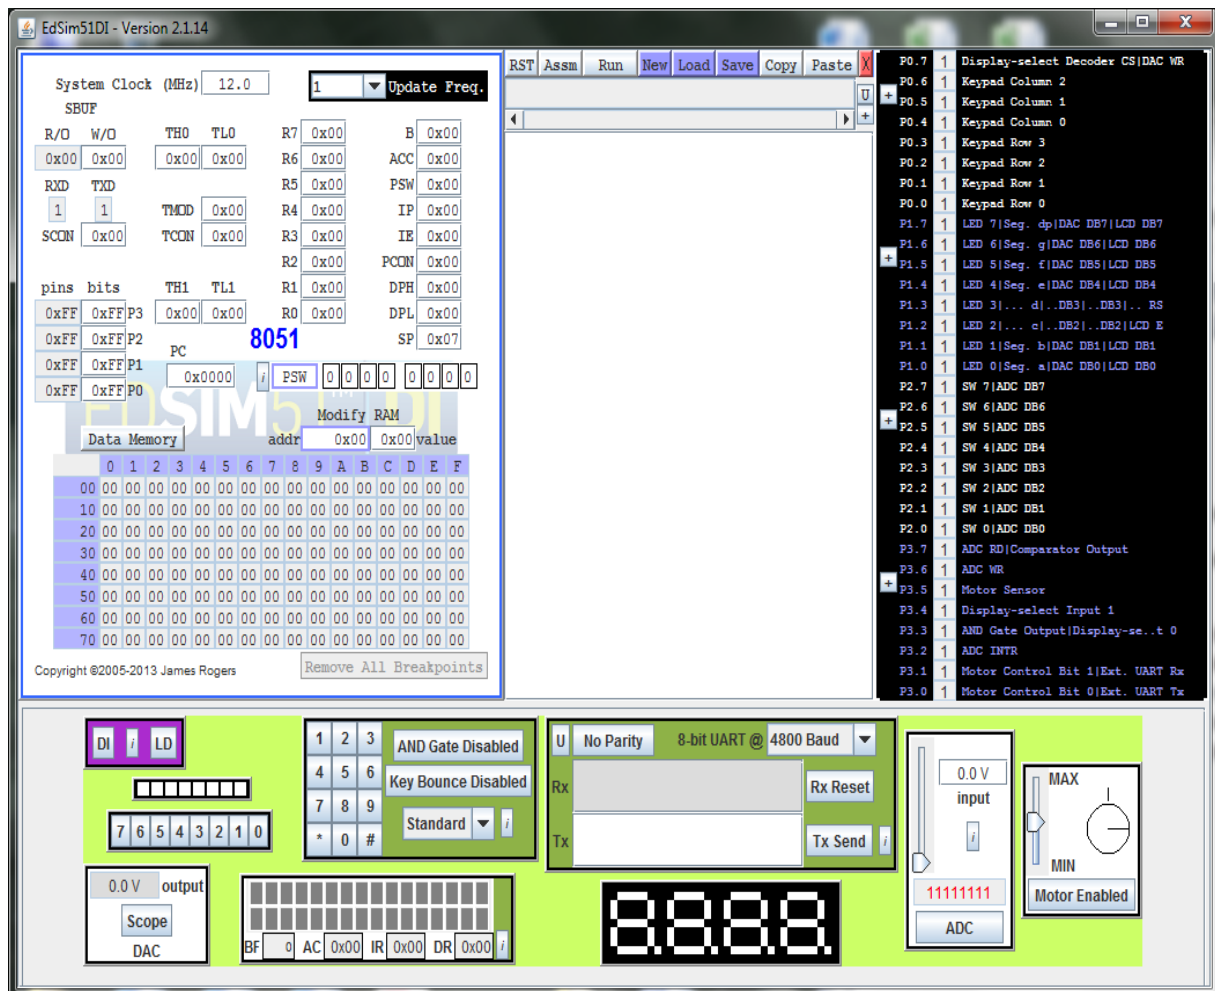 EdSim51DI - Version 2.1.14
System Clock (MHz) 12.0 1 Update Freq.
SBUF
R/O W/O TH0 TL0 R7 0x00 B 0x00
0x00 0x00 0x00 0x00 R6 0x00 ACC 0x00
RXD TXD R5 0x00 PSW 0x00
1 1 TMOD 0x00 R4 0x00 IP 0x00
SCON 0x00 TCON 0x00 R3 0x00 IE 0x00
R2 0x00 PCON 0x00
pins bits TH1 TL1 R1 0x00 DPH 0x00
0xFF 0xFF P3 0x00 0x00 R0 0x00 DPL 0x00
0xFF 0xFF P2 8051 SP 0x07
PC
0xFF 0xFF P1 0x0000 i PSW 0 0 0 0 0 0 0 0
0xFF 0xFF P0
EDSIM51 DI
TM
Modify RAM
Data Memory addr 0x00 0x00 value
0 1 2 3 4 5 6 7 8 9 A B C D E F
00 00 00 00 00 00 00 00 00 00 00 00 00 00 00 00 00
10 00 00 00 00 00 00 00 00 00 00 00 00 00 00 00 00
20 00 00 00 00 00 00 00 00 00 00 00 00 00 00 00 00
30 00 00 00 00 00 00 00 00 00 00 00 00 00 00 00 00
40 00 00 00 00 00 00 00 00 00 00 00 00 00 00 00 00
50 00 00 00 00 00 00 00 00 00 00 00 00 00 00 00 00
60 00 00 00 00 00 00 00 00 00 00 00 00 00 00 00 00
70 00 00 00 00 00 00 00 00 00 00 00 00 00 00 00 00
Copyright ©2005-2013 James Rogers Remove All Breakpoints
RST Assm Run New Load Save Copy Paste X
U
+
P0.7 1 Display-select Decoder CS|DAC WR
P0.6 1 Keypad Column 2
+
P0.5 1 Keypad Column 1
P0.4 1 Keypad Column 0
P0.3 1 Keypad Row 3
P0.2 1 Keypad Row 2
P0.1 1 Keypad Row 1
P0.0 1 Keypad Row 0
P1.7 1 LED 7|Seg. dp|DAC DB7|LCD DB7
P1.6 1 LED 6|Seg. g|DAC DB6|LCD DB6
+
P1.5 1 LED 5|Seg. f|DAC DB5|LCD DB5
P1.4 1 LED 4|Seg. e|DAC DB4|LCD DB4
P1.3 1 LED 3|... d|..DB3|..DB3|.. RS
P1.2 1 LED 2|... c|..DB2|..DB2|LCD E
P1.1 1 LED 1|Seg. b|DAC DB1|LCD DB1
P1.0 1 LED 0|Seg. a|DAC DB0|LCD DB0
P2.7 1 SW 7|ADC DB7
P2.6 1 SW 6|ADC DB6
+
P2.5 1 SW 5|ADC DB5
P2.4 1 SW 4|ADC DB4
P2.3 1 SW 3|ADC DB3
P2.2 1 SW 2|ADC DB2
P2.1 1 SW 1|ADC DB1
P2.0 1 SW 0|ADC DB0
P3.7 1 ADC RD|Comparator Output
P3.6 1 ADC WR
+
P3.5 1 Motor Sensor
P3.4 1 Display-select Input 1
P3.3 1 AND Gate Output|Display-se..t 0
P3.2 1 ADC INTR
P3.1 1 Motor Control Bit 1|Ext. UART Rx
P3.0 1 Motor Control Bit 0|Ext. UART Tx
DI i LD
7 6 5 4 3 2 1 0
0.0 V output
Scope
DAC
1 2 3
4 5 6
7 8 9
* 0 #
AND Gate Disabled
Key Bounce Disabled
Standard i
BF 0 AC 0x00 IR 0x00 DR 0x00 i
U No Parity 8-bit UART @ 4800 Baud
Rx Rx Reset
Tx Tx Send i
8.8.8.8.
0.0 V
input
i
11111111
ADC
MAX
MIN
Motor Enabled